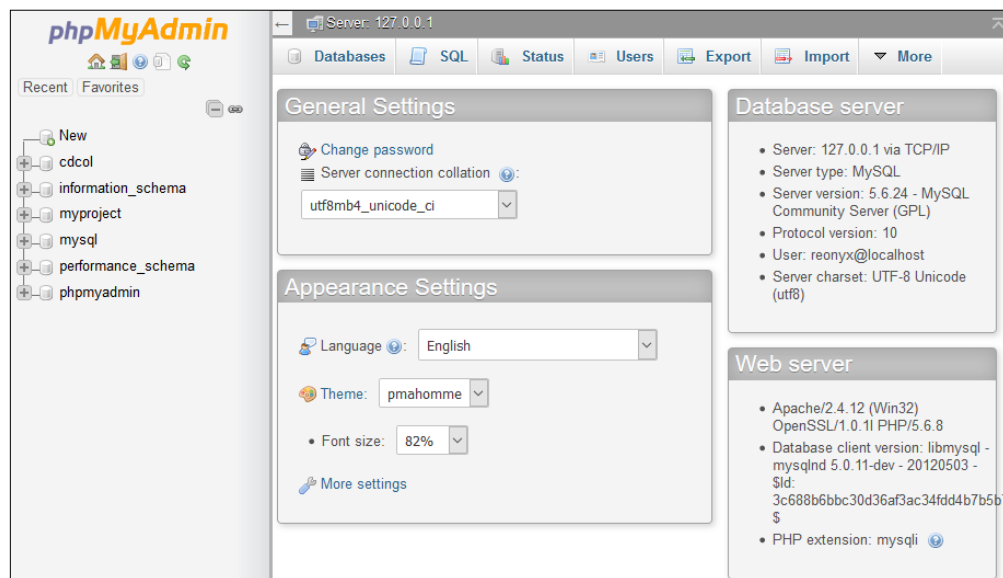 phpMyAdmin
Recent Favorites
New
cdcol
information_schema
myproject
mysql
performance_schema
phpmyadmin
Server: 127.0.0.1
Databases SQL Status Users Export Import More
General Settings
Change password
Server connection collation :
utf8mb4_unicode_ci
Appearance Settings
Language : English
Theme: pmahomme
• Font size: 82%
More settings
Database server
• Server: 127.0.0.1 via TCP/IP
• Server type: MySQL
• Server version: 5.6.24 - MySQL
Community Server (GPL)
• Protocol version: 10
• User: reonyx@localhost
• Server charset: UTF-8 Unicode
(utf8)
Web server
• Apache/2.4.12 (Win32)
OpenSSL/1.0.1l PHP/5.6.8
• Database client version: libmysql -
mysqlnd 5.0.11-dev - 20120503 -
$Id:
$
• PHP extension: mysqli